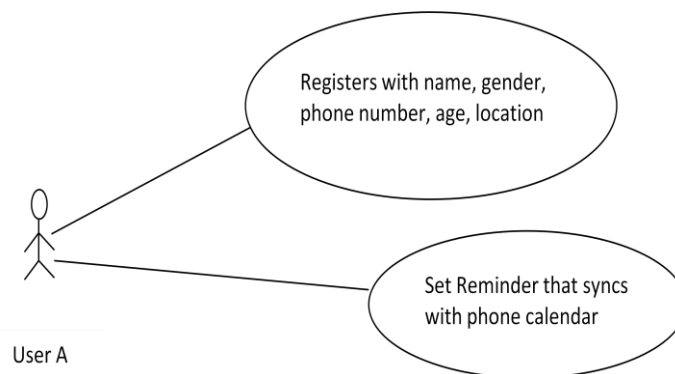 Registers with name, gender,
phone number, age, location
Set Reminder that syncs
with phone calendar
User A